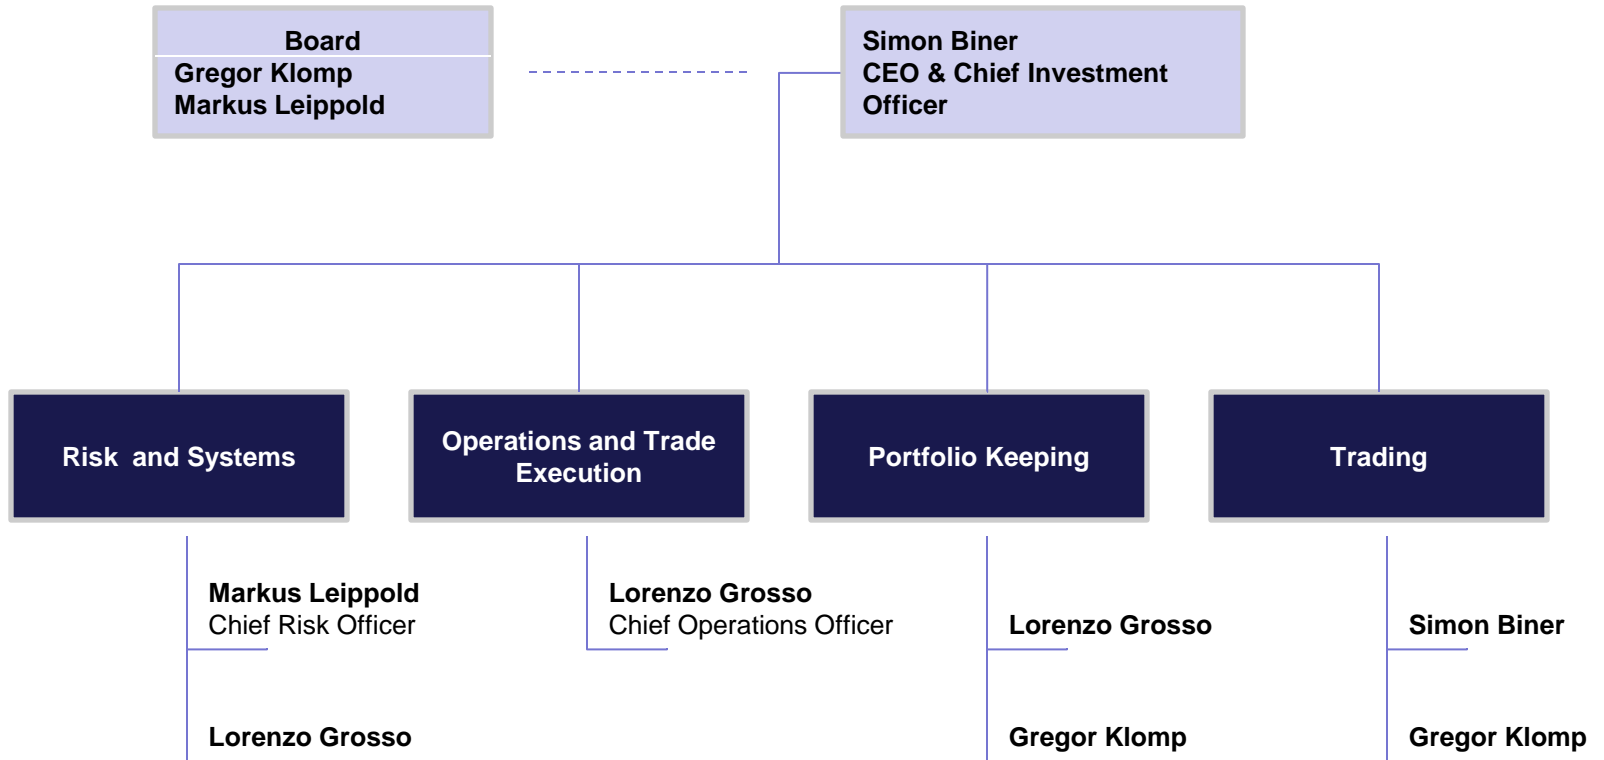 Board
Gregor Klomp
Markus Leippold
Simon Biner
CEO & Chief Investment
Officer
Risk and Systems
Operations and Trade
Execution
Portfolio Keeping
Trading
Markus Leippold
Chief Risk Officer
Lorenzo Grosso
Lorenzo Grosso
Chief Operations Officer
Lorenzo Grosso
Gregor Klomp
Simon Biner
Gregor Klomp